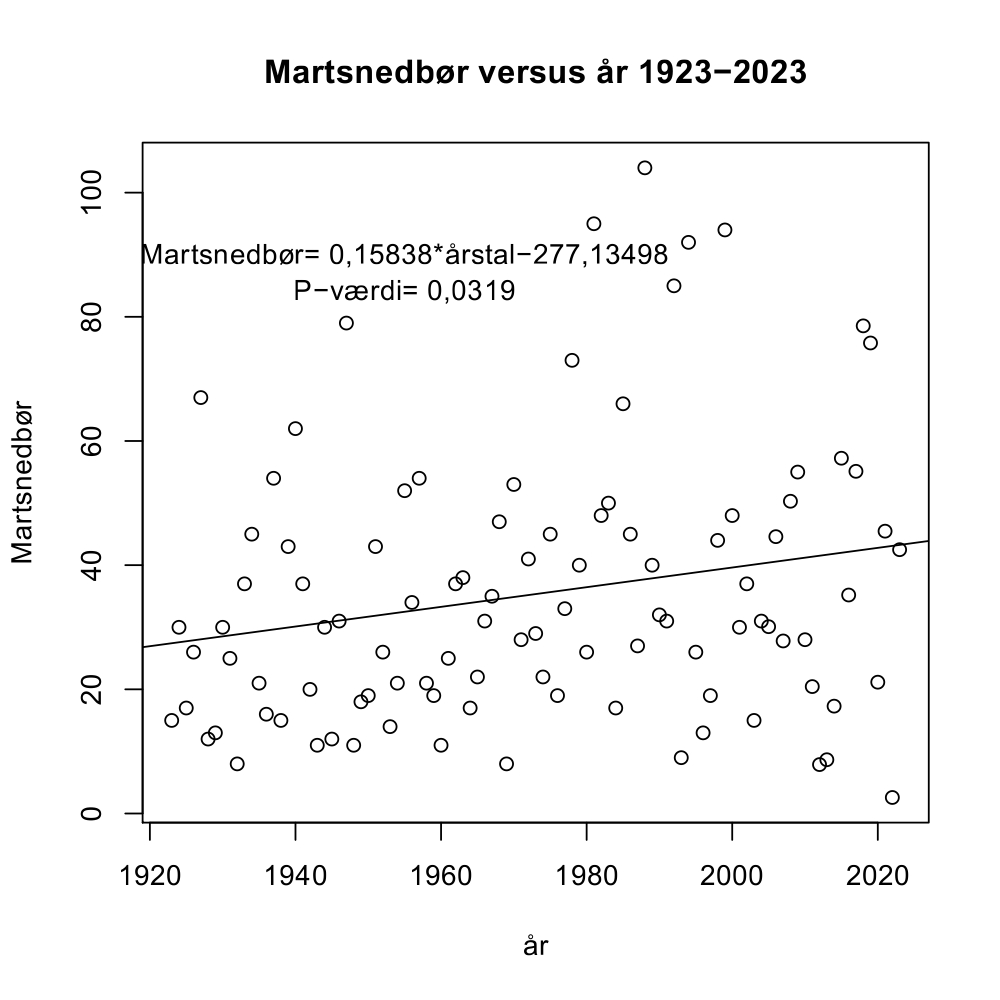 Martsnedbør versus år 1923−2023
Martsnedbør= 0,15838*årstal−277,13498
P−værdi= 0,0319
Martsnedbør
100
80
60
40
20
0
1920 1940 1960 1980 2000 2020
år